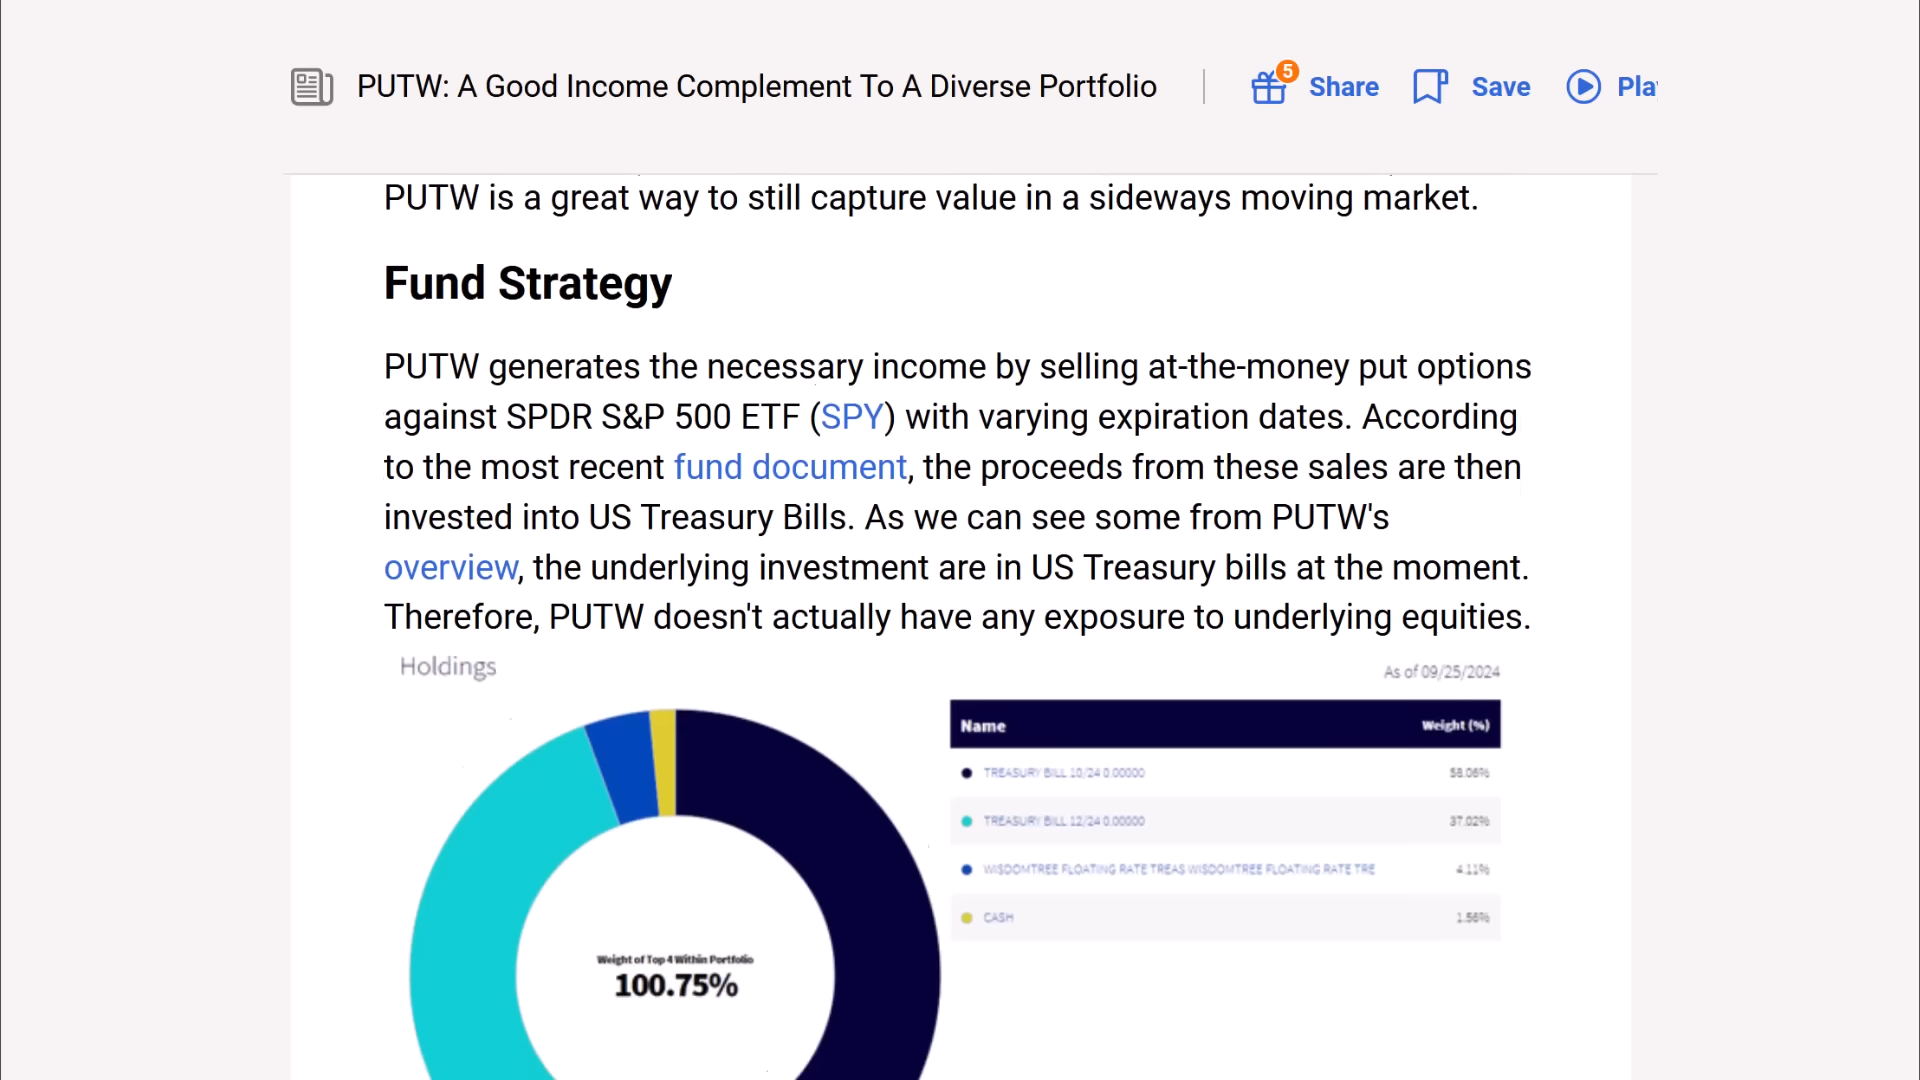 PUTW: A Good Income Complement To A Diverse Portfolio
5
Share
Save
Pla
PUTW is a great way to still capture value in a sideways moving market.
Fund Strategy
PUTW generates the necessary income by selling at-the-money put options
against SPDR S&P 500 ETF (SPY) with varying expiration dates. According
to the most recent fund document, the proceeds from these sales are then
invested into US Treasury Bills. As we can see some from PUTW's
overview, the underlying investment are in US Treasury bills at the moment.
Therefore, PUTW doesn't actually have any exposure to underlying equities.
Holdings
As of 09/25/2024
Name Weight (%)
TREASURY BILL 10/24 0.00000 58.06%
TREASURY BILL 12/24 0.00000 37.02%
WISDOMTREE FLOATING RATE TREAS WISDOMTREE FLOATING RATE TRE 4.11%
CASH 1.56%
Weight of Top 4 Within Portfolio
100.75%